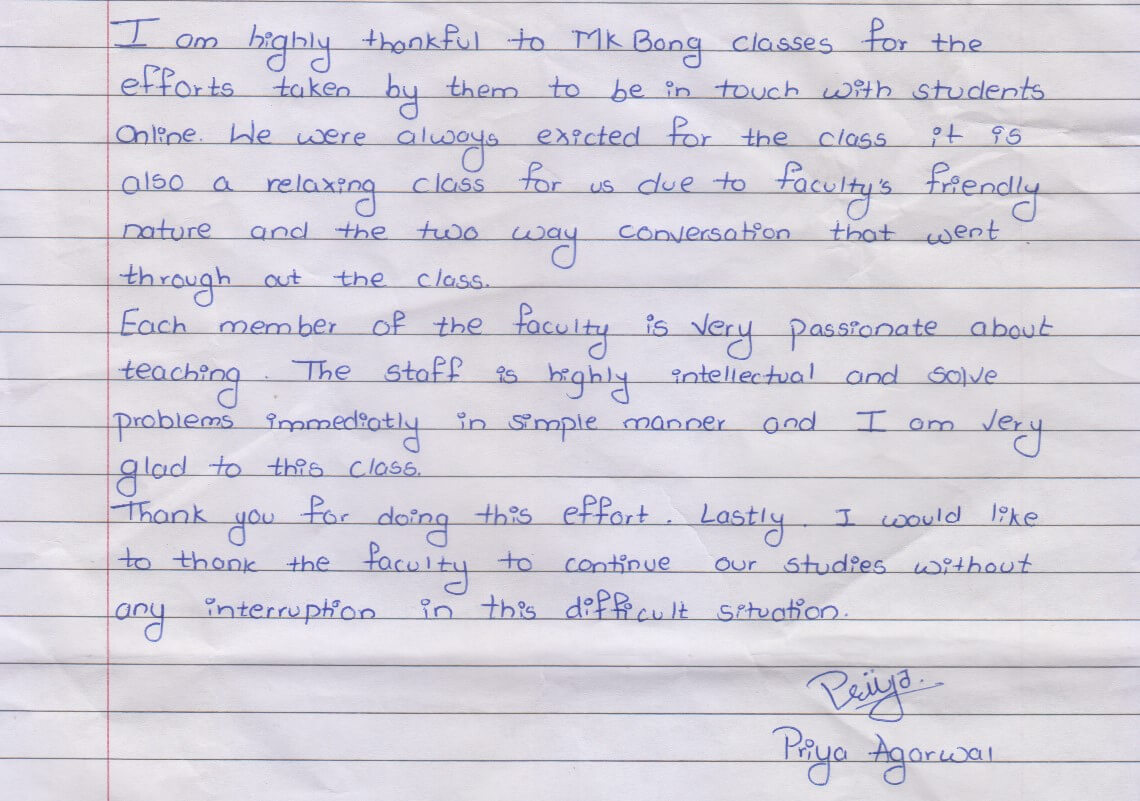 I am highly thankful to Mk Bang classes for the
efforts taken by them to be in touch with students
online. We were always exicted for the class it is
also a relaxing class for us due to faculty's friendly
nature and the two way conversation that went
through out the class.
Each member of the faculty is very passionate about
teaching. The staff is highly intellectual and solve
problems immediatly in simple manner and I am very
glad to this class.
Thank you for doing this effort. Lastly. I would like
to thank the faculty to continue our studies without
any interruption in this difficult situation.
Priya.
Priya Agarwal